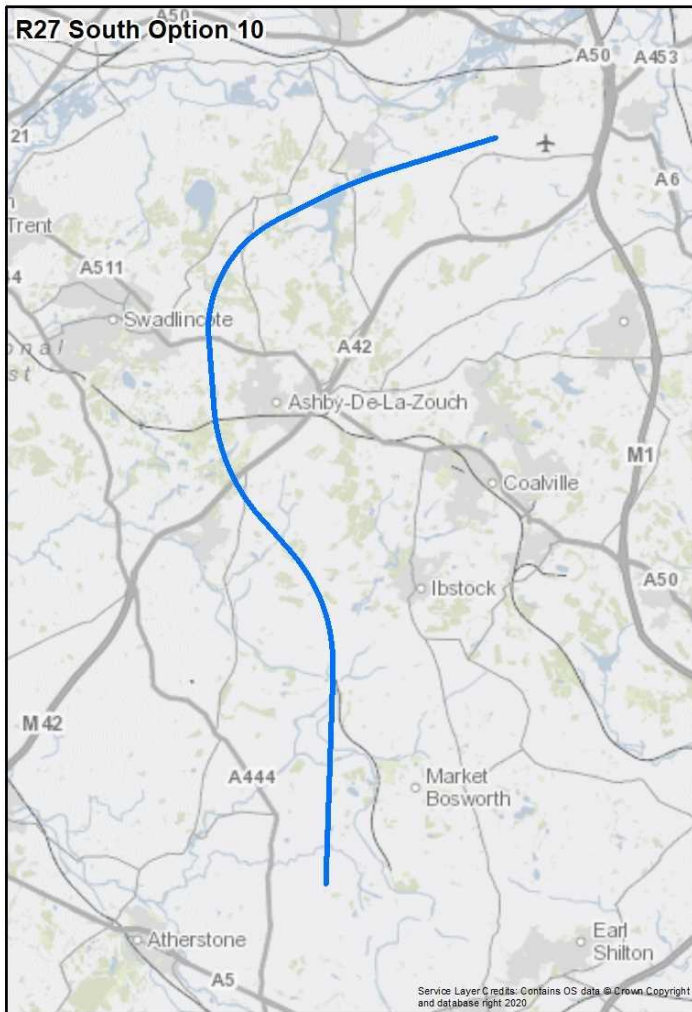 R27 South Option 10
A50
A50
A453
21
A6
Trent
A511
Swadlincote
A42
Ashby-De-La-Zouch
M1
Coalville
Ibstock
A50
M42
A444
Market
Bosworth
Atherstone
Earl
Shilton
A5
Service Layer Credits: Contains OS data © Crown Copyright
and database right 2020